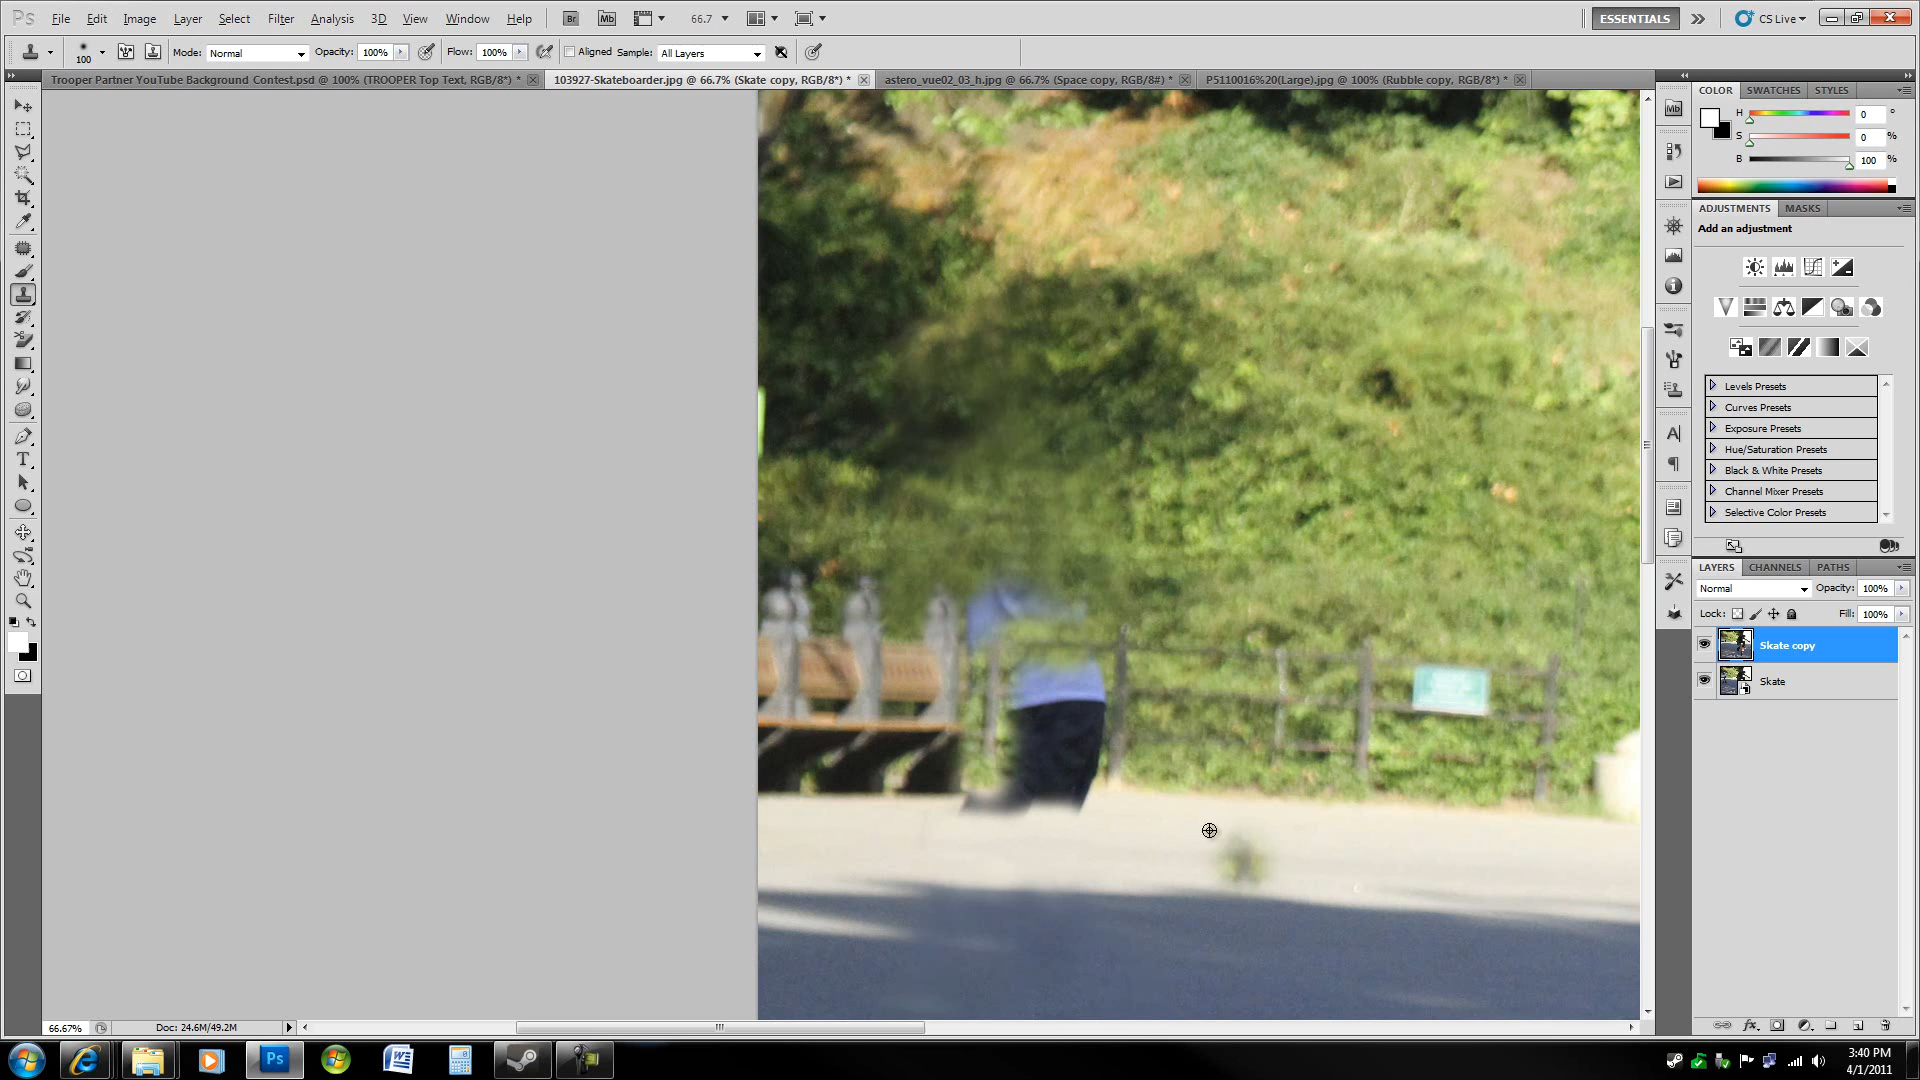 Ps File Edit Image Layer Select Filter Analysis 3D View Window Help Br Mb 66.7 ESSENTIALS CS Live
100 Mode: Normal Opacity: 100% Flow: 100% Aligned Sample: All Layers
Trooper Partner YouTube Background Contest.psd @ 100% (TROOPER Top Text, RGB/8*) * 103927-Skateboarder.jpg @ 66.7% (Skate copy, RGB/8*) * astero_vue02_03_h.jpg @ 66.7% (Space copy, RGB/8#) * P5110016%20(Large).jpg @ 100% (Rubble copy, RGB/8*) *
COLOR SWATCHES STYLES
Mb
H 0 °
S 0 %
B 100 %
ADJUSTMENTS MASKS
Add an adjustment
Levels Presets
Curves Presets
Exposure Presets
Hue/Saturation Presets
Black & White Presets
Channel Mixer Presets
Selective Color Presets
LAYERS CHANNELS PATHS
Normal Opacity: 100%
Lock: Fill: 100%
Skate copy
Skate
66.67% Doc: 24.6M/49.2M
Ps
3:40 PM
4/1/2011